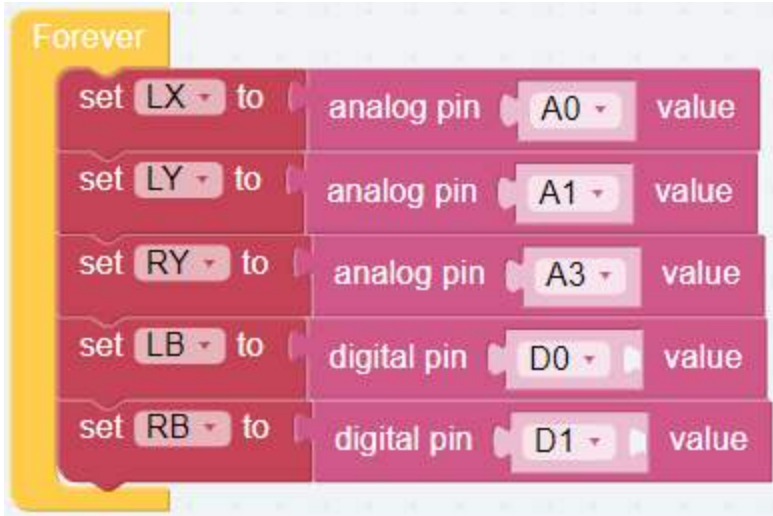 Forever
set LX to analog pin A0 value
set LY to analog pin A1 value
set RY to analog pin A3 value
set LB to digital pin D0 value
set RB to digital pin D1 value